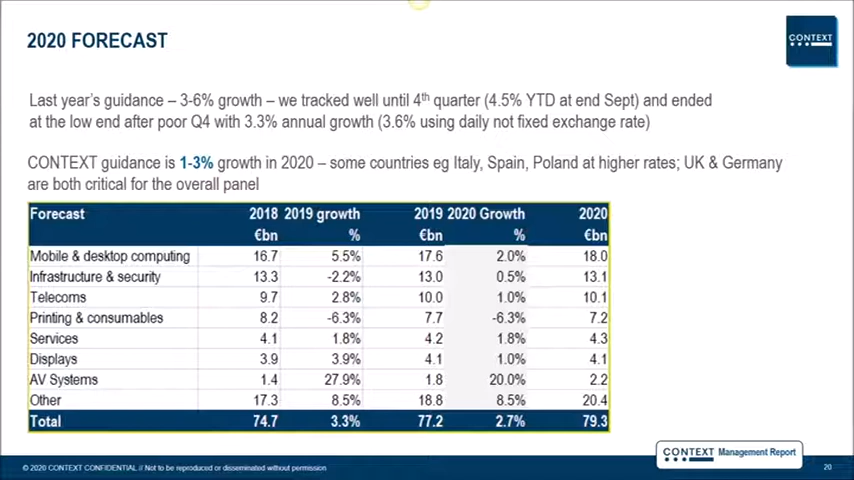 2020 FORECAST
CONTEXT
Last year's guidance – 3-6% growth – we tracked well until 4th quarter (4.5% YTD at end Sept) and ended
at the low end after poor Q4 with 3.3% annual growth (3.6% using daily not fixed exchange rate)
CONTEXT guidance is 1-3% growth in 2020 – some countries eg Italy, Spain, Poland at higher rates; UK & Germany
are both critical for the overall panel
Forecast 2018 2019 growth 2019 2020 Growth 2020
€bn % €bn % €bn
Mobile & desktop computing 16.7 5.5% 17.6 2.0% 18.0
Infrastructure & security 13.3 -2.2% 13.0 0.5% 13.1
Telecoms 9.7 2.8% 10.0 1.0% 10.1
Printing & consumables 8.2 -6.3% 7.7 -6.3% 7.2
Services 4.1 1.8% 4.2 1.8% 4.3
Displays 3.9 3.9% 4.1 1.0% 4.1
AV Systems 1.4 27.9% 1.8 20.0% 2.2
Other 17.3 8.5% 18.8 8.5% 20.4
Total 74.7 3.3% 77.2 2.7% 79.3
CONTEXT Management Report
© 2020 CONTEXT CONFIDENTIAL // Not to be reproduced or disseminated without permission
20